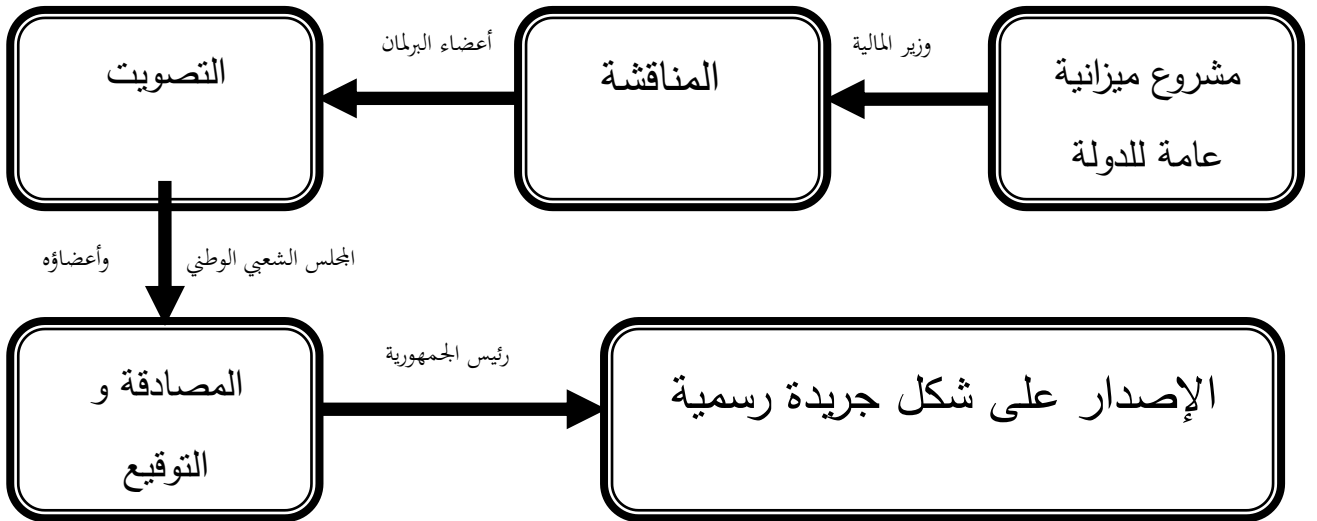 مشروع ميزانية
عامة للدولة
وزير المالية
المناقشة
أعضاء البرلمان
التصويت
المجلس الشعبي الوطني وأعضاؤه
المصادقة و
التوقيع
رئيس الجمهورية
الإصدار على شكل جريدة رسمية